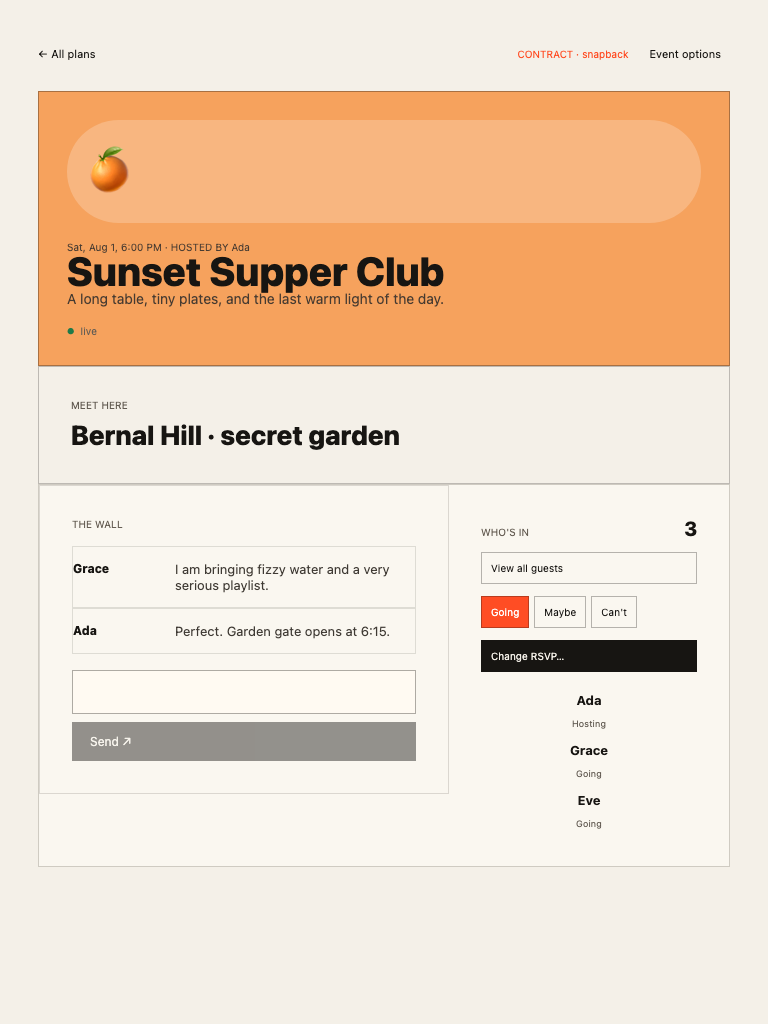 ← All plans
CONTRACT · snapback
Event options
Sat, Aug 1, 6:00 PM · HOSTED BY Ada
Sunset Supper Club
A long table, tiny plates, and the last warm light of the day.
live
MEET HERE
Bernal Hill · secret garden
THE WALL
Grace
I am bringing fizzy water and a very
serious playlist.
Ada
Perfect. Garden gate opens at 6:15.
Send ↗
WHO'S IN
3
View all guests
Going
Maybe
Can't
Change RSVP...
Ada
Hosting
Grace
Going
Eve
Going